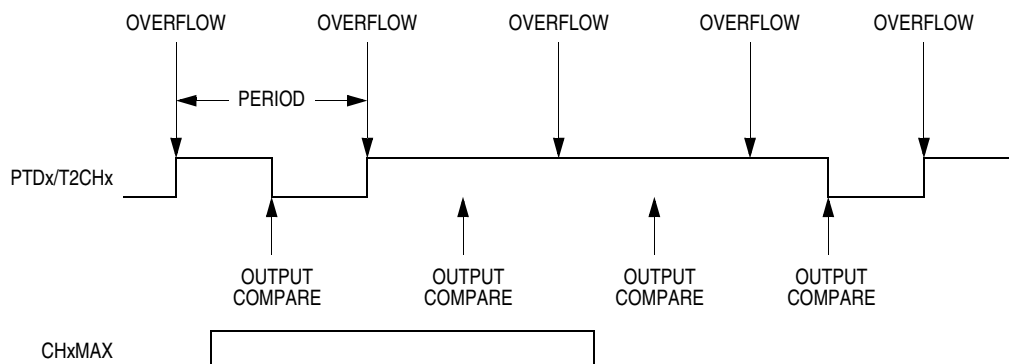 OVERFLOW OVERFLOW OVERFLOW OVERFLOW OVERFLOW
PERIOD
PTDx/T2CHx
OUTPUT OUTPUT OUTPUT OUTPUT
COMPARE COMPARE COMPARE COMPARE
CHxMAX